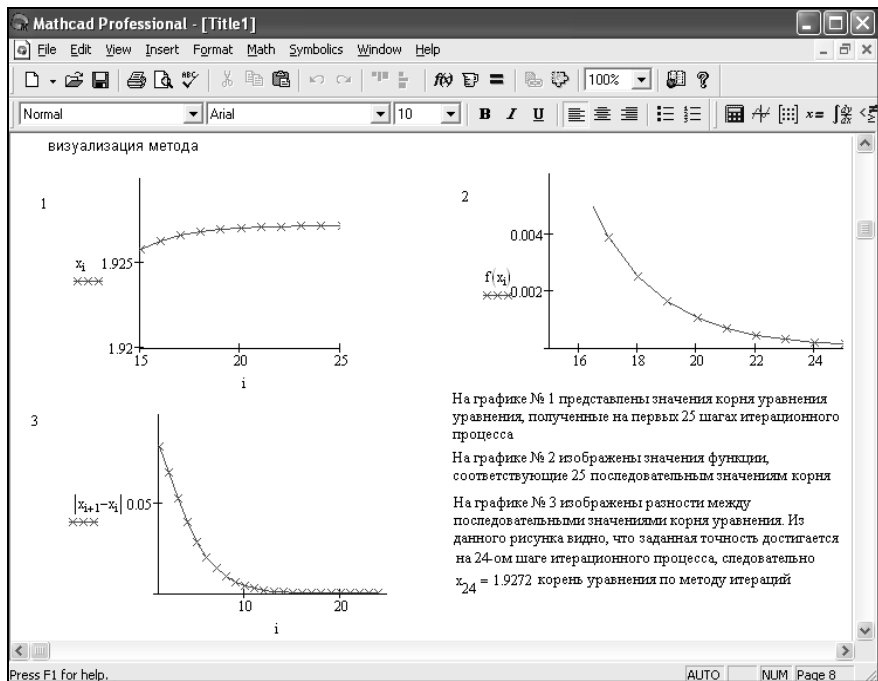 Mathcad Professional - [Title1]
File Edit View Insert Format Math Symbolics Window Help
100%
Normal Arial 10 B I U
визуализация метода
1
x_i 1.925
1.92
15 20 25
i
2
0.004
f(x_i)
0.002
16 18 20 22 24
3
|x_{i+1}−x_i| 0.05
10 20
i
На графике № 1 представлены значения корня уравнения
уравнения, полученные на первых 25 шагах итерационного
процесса
На графике № 2 изображены значения функции,
соответствующие 25 последовательным значениям корня
На графике № 3 изображены разности между
последовательными значениями корня уравнения. Из
данного рисунка видно, что заданная точность достигается
на 24-ом шаге итерационного процесса, следовательно
x_24 = 1.9272 корень уравнения по методу итераций
Press F1 for help. AUTO NUM Page 8